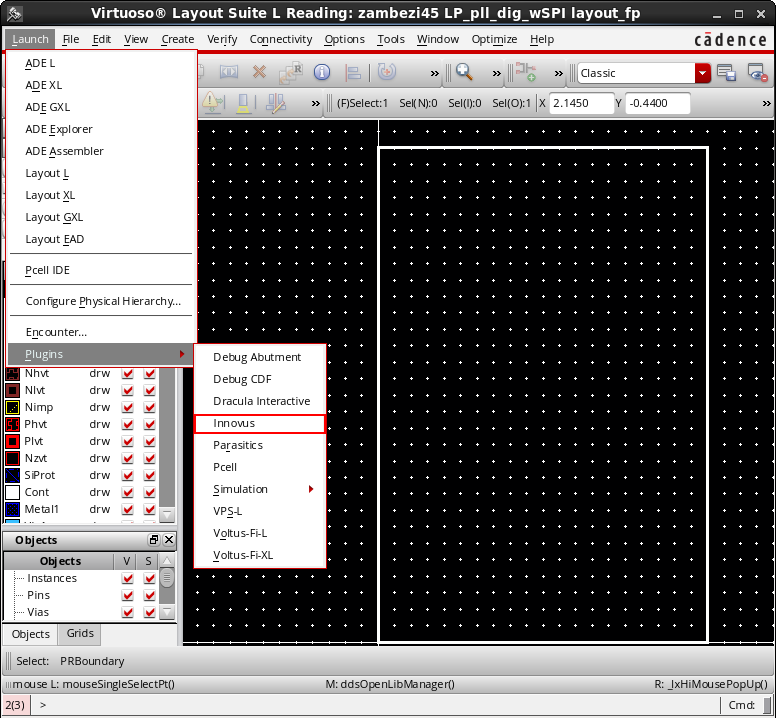 Virtuoso® Layout Suite L Reading: zambezi45 LP_pll_dig_wSPI layout_fp
Launch File Edit View Create Verify Connectivity Options Tools Window Optimize Help
cādence
Classic
(F)Select:1 Sel(N):0 Sel(I):0 Sel(O):1 X 2.1450 Y -0.4400
ADE L
ADE XL
ADE GXL
ADE Explorer
ADE Assembler
Layout L
Layout XL
Layout GXL
Layout EAD
Pcell IDE
Configure Physical Hierarchy...
Encounter...
Plugins
Debug Abutment
Debug CDF
Dracula Interactive
Innovus
Parasitics
Pcell
Simulation
VPS-L
Voltus-Fi-L
Voltus-Fi-XL
Nhvt drw
Nlvt drw
Nimp drw
Phvt drw
Plvt drw
Nzvt drw
SiProt drw
Cont drw
Metal1 drw
Objects
Objects V S
Instances
Pins
Vias
Objects Grids
Select: PRBoundary
mouse L: mouseSingleSelectPt() M: ddsOpenLibManager() R: _lxHiMousePopUp()
2(3) > Cmd: